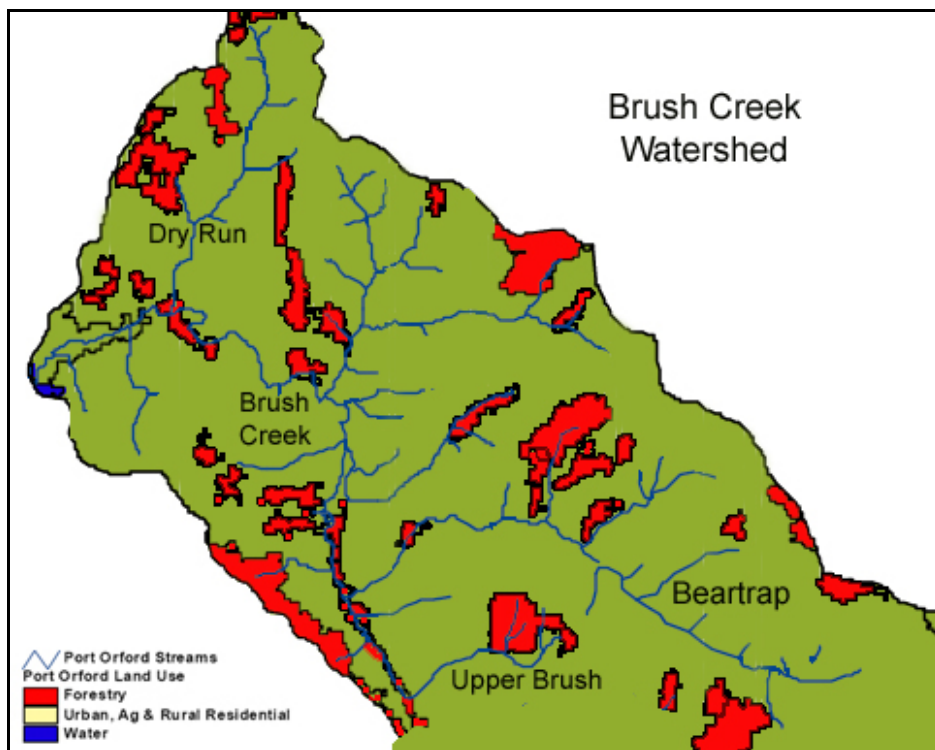 Brush Creek
Watershed
Dry Run
Brush
Creek
Beartrap
Upper Brush
Port Orford Streams
Port Orford Land Use
Forestry
Urban, Ag & Rural Residential
Water